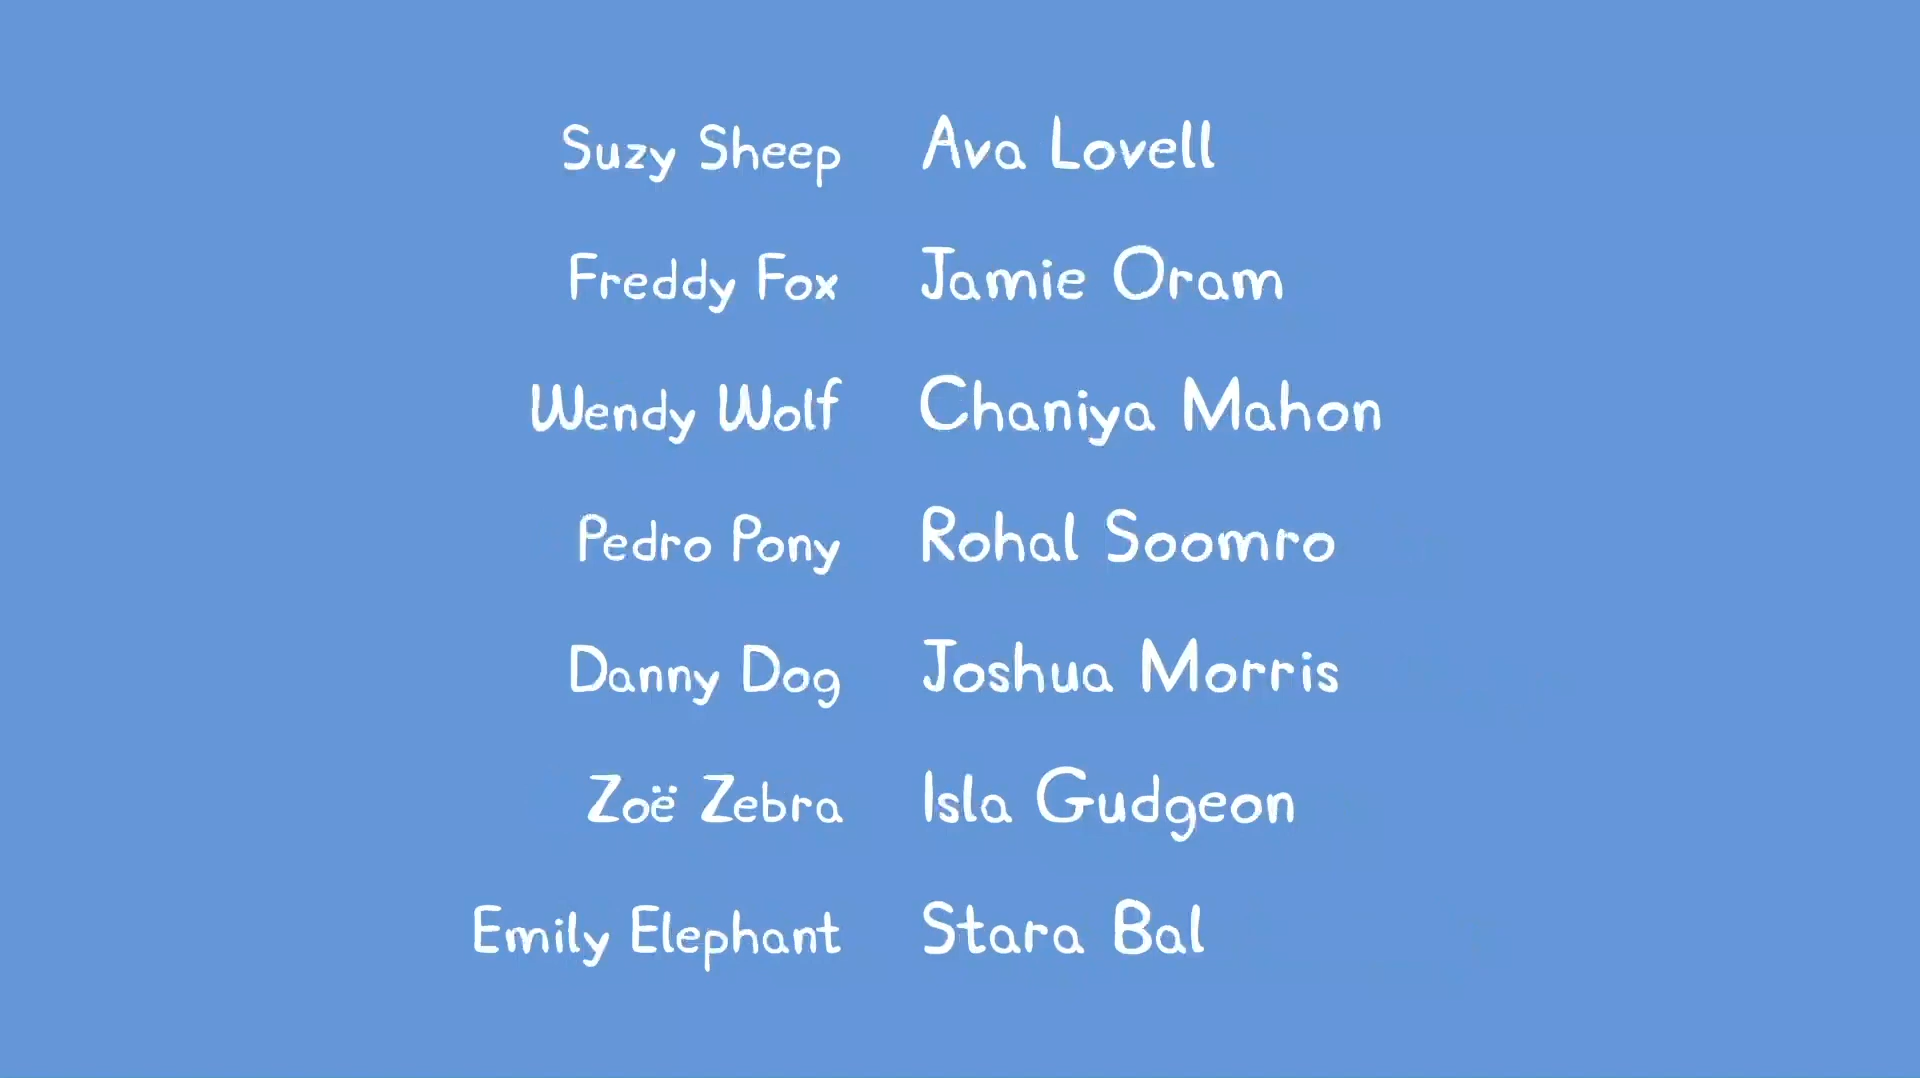 Suzy Sheep Ava Lovell
Freddy Fox Jamie Oram
Wendy Wolf Chaniya Mahon
Pedro Pony Rohal Soomro
Danny Dog Joshua Morris
Zoë Zebra Isla Gudgeon
Emily Elephant Stara Bal